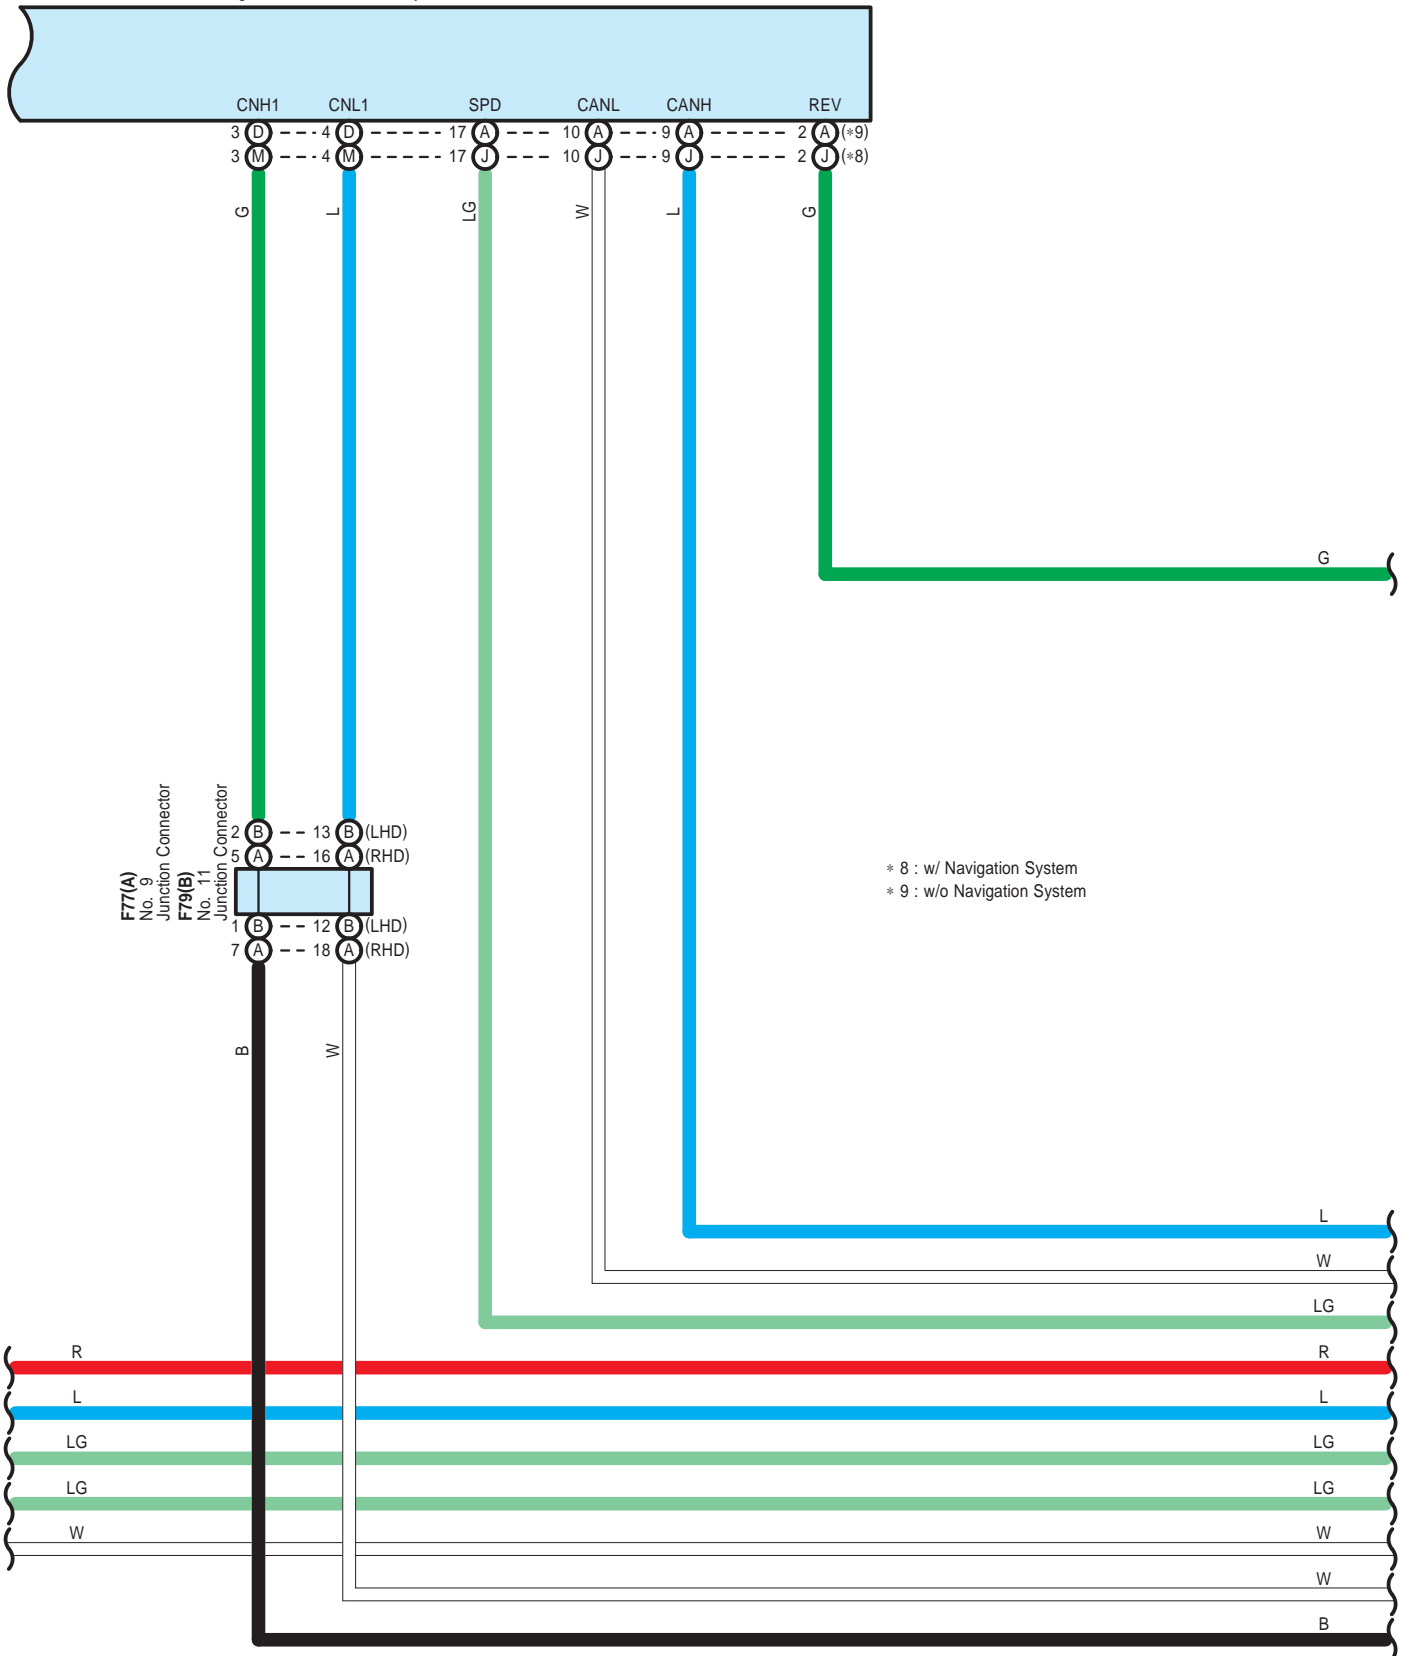 CNH1 CNL1 SPD CANL CANH REV
3 D 4 D 17 A 10 A 9 A 2 A (*9)
3 M 4 M 17 J 10 J 9 J 2 J (*8)
G L LG W L G
G
F77(A)
No. 9
Junction Connector
F79(B)
No. 11
Junction Connector
2 B 13 B (LHD)
5 A 16 A (RHD)
* 8 : w/ Navigation System
* 9 : w/o Navigation System
1 B 12 B (LHD)
7 A 18 A (RHD)
B W
L
W
LG
R R
L L
LG LG
LG LG
W W
W
B